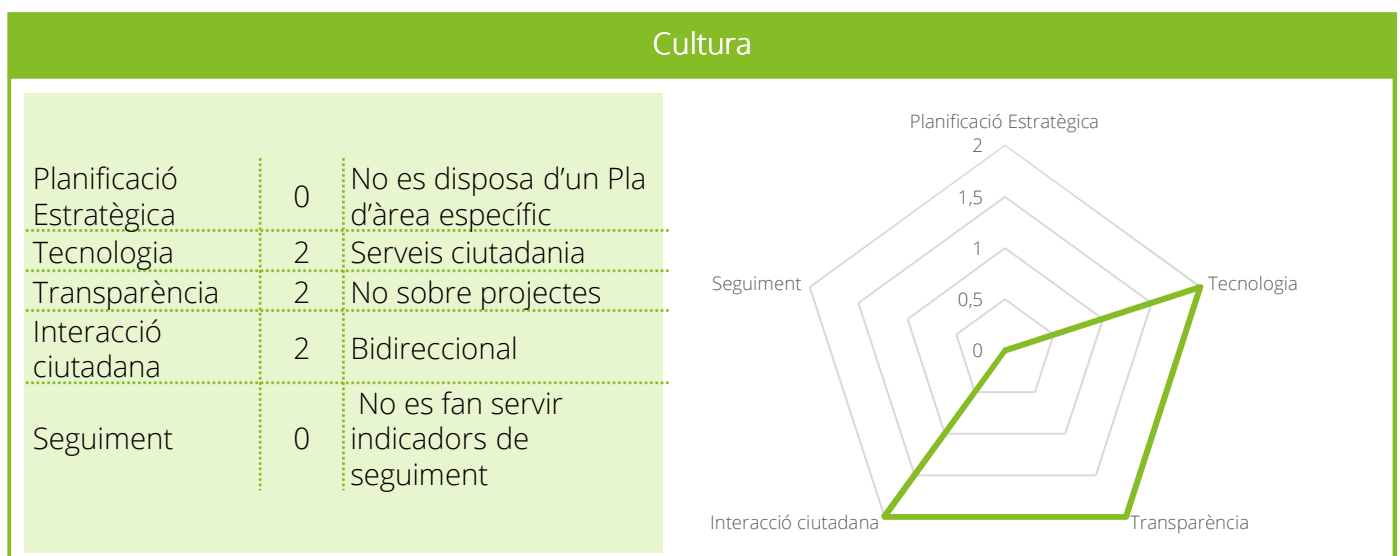 Cultura
Planificació
Estratègica
0
No es disposa d’un Pla
d’àrea específic
Tecnologia
2
Serveis ciutadania
Transparència
2
No sobre projectes
Interacció
ciutadana
2
Bidireccional
Seguiment
0
No es fan servir
indicadors de
seguiment
Planificació Estratègica
2
1,5
1
0,5
0
Seguiment
Tecnologia
Interacció ciutadana
Transparència